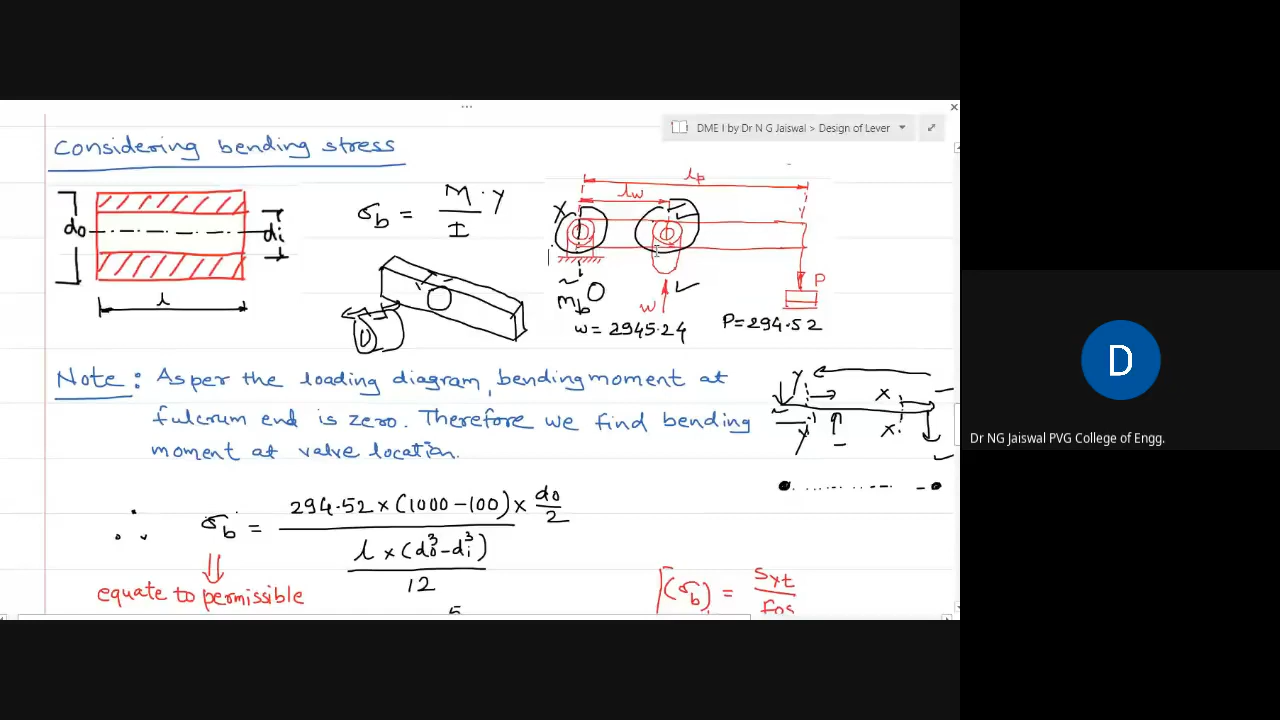 DME I by Dr N G Jaiswal > Design of Lever
Considering bending stress
do
di
l
σb = M · y / I
lp
lw
X
Mb 0
w
w = 2945.24
P
P = 294.52
Note : As per the loading diagram, bending moment at
fulcrum end is zero. Therefore we find bending
moment at valve location.
Y
X
Y
X
∴ σb = 294.52 × (1000 – 100) × do/2
l × (do³ – di³)
12
equate to permissible
(σb) = Syt
fos
5
D
Dr NG Jaiswal PVG College of Engg.